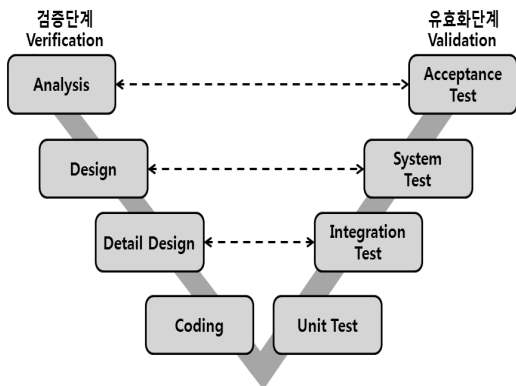 검증단계
Verification
유효화단계
Validation
Analysis
Acceptance
Test
Design
System
Test
Detail Design
Integration
Test
Coding
Unit Test